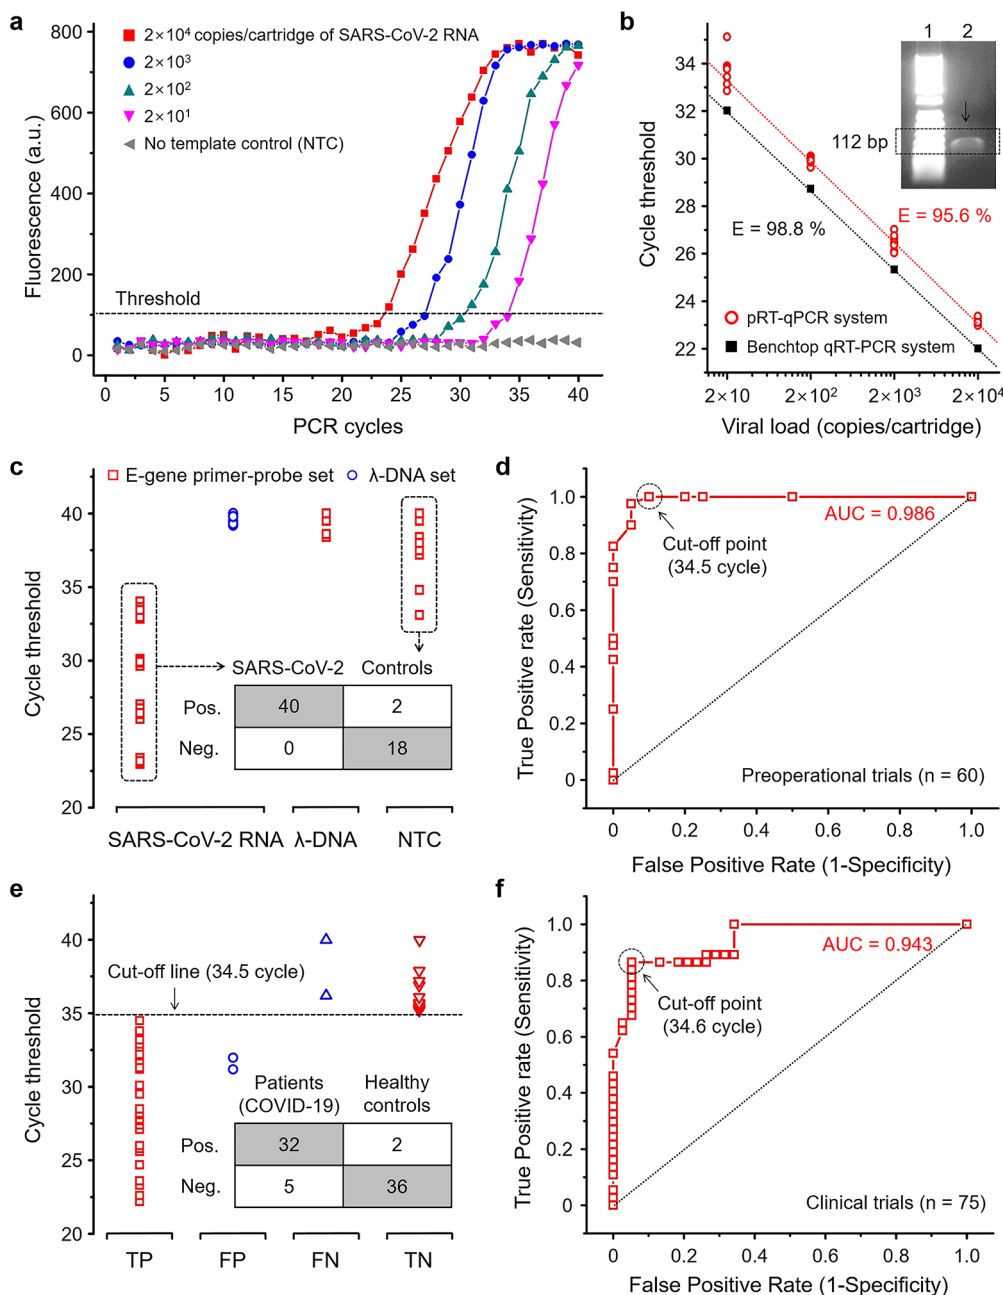 a
800
600
400
200
0
Fluorescence (a.u.)
2×10⁴ copies/cartridge of SARS-CoV-2 RNA
2×10³
2×10²
2×10¹
No template control (NTC)
Threshold
0 5 10 15 20 25 30 35 40
PCR cycles
b
34
32
30
28
26
24
22
Cycle threshold
1 2
112 bp
E = 98.8 %
E = 95.6 %
pRT-qPCR system
Benchtop qRT-PCR system
2×10 2×10² 2×10³ 2×10⁴
Viral load (copies/cartridge)
c
E-gene primer-probe set λ-DNA set
40
35
30
25
20
Cycle threshold
SARS-CoV-2 Controls
Pos. 40 2
Neg. 0 18
SARS-CoV-2 RNA λ-DNA NTC
d
1.0
0.8
0.6
0.4
0.2
0
True Positive rate (Sensitivity)
AUC = 0.986
Cut-off point
(34.5 cycle)
Preoperational trials (n = 60)
0 0.2 0.4 0.6 0.8 1.0
False Positive Rate (1-Specificity)
e
40
35
30
25
20
Cycle threshold
Cut-off line (34.5 cycle)
Patients
(COVID-19)
Healthy
controls
Pos. 32 2
Neg. 5 36
TP FP FN TN
f
1.0
0.8
0.6
0.4
0.2
0
True Positive rate (Sensitivity)
AUC = 0.943
Cut-off point
(34.6 cycle)
Clinical trials (n = 75)
0 0.2 0.4 0.6 0.8 1.0
False Positive Rate (1-Specificity)